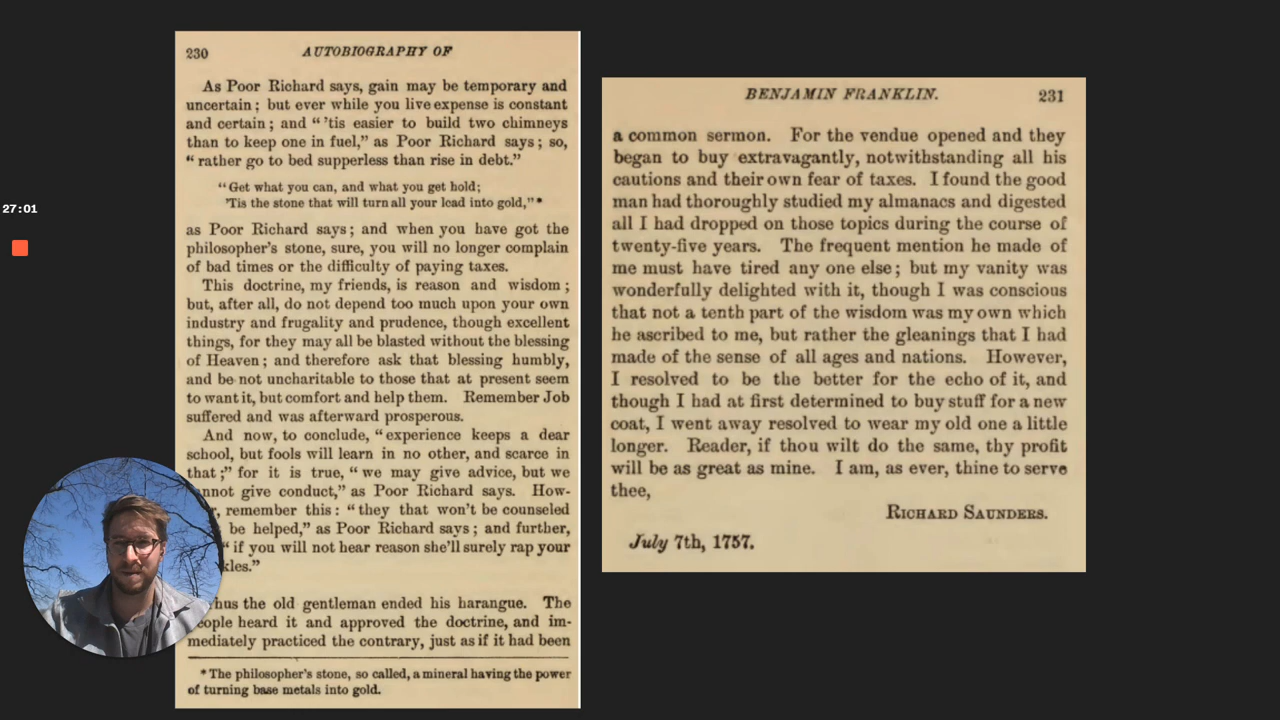 27:01
230 AUTOBIOGRAPHY OF
As Poor Richard says, gain may be temporary and
uncertain; but ever while you live expense is constant
and certain; and “ ’tis easier to build two chimneys
than to keep one in fuel,” as Poor Richard says; so,
“ rather go to bed supperless than rise in debt.”
“Get what you can, and what you get hold;
’Tis the stone that will turn all your lead into gold,”*
as Poor Richard says; and when you have got the
philosopher’s stone, sure, you will no longer complain
of bad times or the difficulty of paying taxes.
This doctrine, my friends, is reason and wisdom;
but, after all, do not depend too much upon your own
industry and frugality and prudence, though excellent
things, for they may all be blasted without the blessing
of Heaven; and therefore ask that blessing humbly,
and be not uncharitable to those that at present seem
to want it, but comfort and help them. Remember Job
suffered and was afterward prosperous.
And now, to conclude, “experience keeps a dear
school, but fools will learn in no other, and scarce in
that;” for it is true, “ we may give advice, but we
nnot give conduct,” as Poor Richard says. How-
r, remember this: “they that won’t be counseled
be helped,” as Poor Richard says; and further,
“ if you will not hear reason she’ll surely rap your
kles.”
hus the old gentleman ended his harangue. The
eople heard it and approved the doctrine, and im-
mediately practiced the contrary, just as if it had been
* The philosopher’s stone, so called, a mineral having the power
of turning base metals into gold.
BENJAMIN FRANKLIN. 231
a common sermon. For the vendue opened and they
began to buy extravagantly, notwithstanding all his
cautions and their own fear of taxes. I found the good
man had thoroughly studied my almanacs and digested
all I had dropped on those topics during the course of
twenty-five years. The frequent mention he made of
me must have tired any one else; but my vanity was
wonderfully delighted with it, though I was conscious
that not a tenth part of the wisdom was my own which
he ascribed to me, but rather the gleanings that I had
made of the sense of all ages and nations. However,
I resolved to be the better for the echo of it, and
though I had at first determined to buy stuff for a new
coat, I went away resolved to wear my old one a little
longer. Reader, if thou wilt do the same, thy profit
will be as great as mine. I am, as ever, thine to serve
thee,
RICHARD SAUNDERS.
July 7th, 1757.